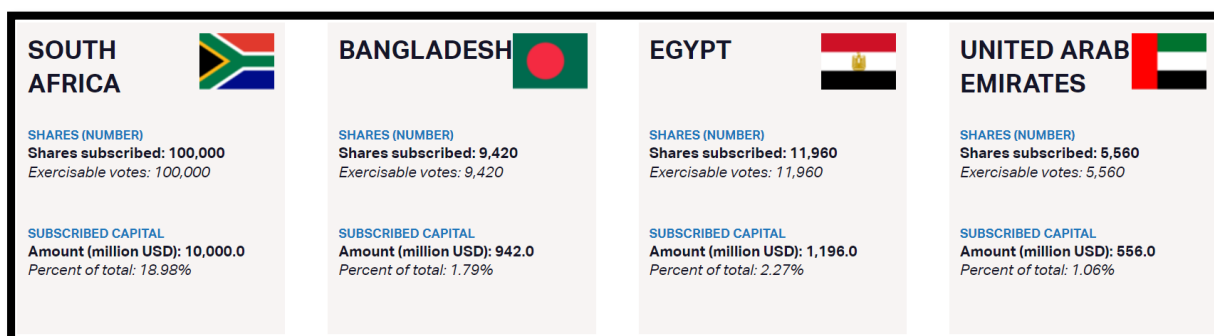 SOUTH
AFRICA
SHARES (NUMBER)
Shares subscribed: 100,000
Exercisable votes: 100,000
SUBSCRIBED CAPITAL
Amount (million USD): 10,000.0
Percent of total: 18.98%
BANGLADESH
SHARES (NUMBER)
Shares subscribed: 9,420
Exercisable votes: 9,420
SUBSCRIBED CAPITAL
Amount (million USD): 942.0
Percent of total: 1.79%
EGYPT
SHARES (NUMBER)
Shares subscribed: 11,960
Exercisable votes: 11,960
SUBSCRIBED CAPITAL
Amount (million USD): 1,196.0
Percent of total: 2.27%
UNITED ARAB
EMIRATES
SHARES (NUMBER)
Shares subscribed: 5,560
Exercisable votes: 5,560
SUBSCRIBED CAPITAL
Amount (million USD): 556.0
Percent of total: 1.06%